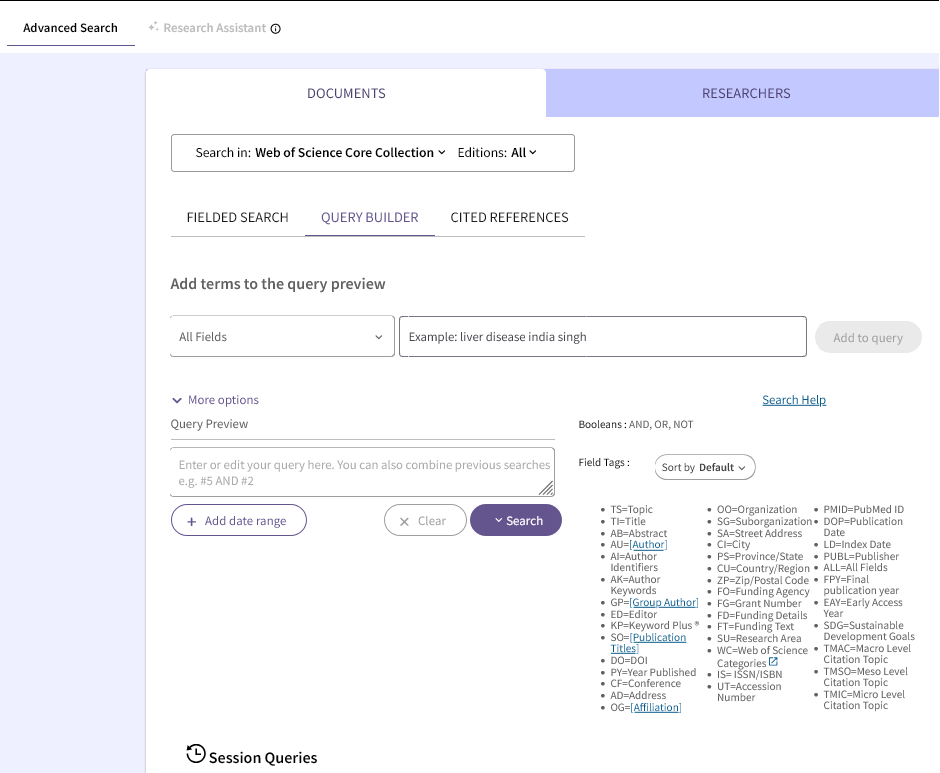 Advanced Search
Research Assistant
DOCUMENTS
RESEARCHERS
Search in: Web of Science Core Collection Editions: All
FIELDED SEARCH
QUERY BUILDER
CITED REFERENCES
Add terms to the query preview
All Fields
Example: liver disease india singh
Add to query
More options
Search Help
Query Preview
Enter or edit your query here. You can also combine previous searches
e.g. #5 AND #2
+ Add date range
× Clear
Search
Booleans : AND, OR, NOT
Field Tags :
Sort by Default
TS=Topic
TI=Title
AB=Abstract
AU=[Author]
AI=Author
Identifiers
AK=Author
Keywords
GP=[Group Author]
ED=Editor
KP=Keyword Plus ®
SO=[Publication
Titles]
DO=DOI
PY=Year Published
CF=Conference
AD=Address
OG=[Affiliation]
OO=Organization
SG=Suborganization
SA=Street Address
CI=City
PS=Province/State
CU=Country/Region
ZP=Zip/Postal Code
FO=Funding Agency
FG=Grant Number
FD=Funding Details
FT=Funding Text
SU=Research Area
WC=Web of Science
Categories
IS= ISSN/ISBN
UT=Accession
Number
PMID=PubMed ID
DOP=Publication
Date
LD=Index Date
PUBL=Publisher
ALL=All Fields
FPY=Final
publication year
EAY=Early Access
Year
SDG=Sustainable
Development Goals
TMAC=Macro Level
Citation Topic
TMSO=Meso Level
Citation Topic
TMIC=Micro Level
Citation Topic
Session Queries